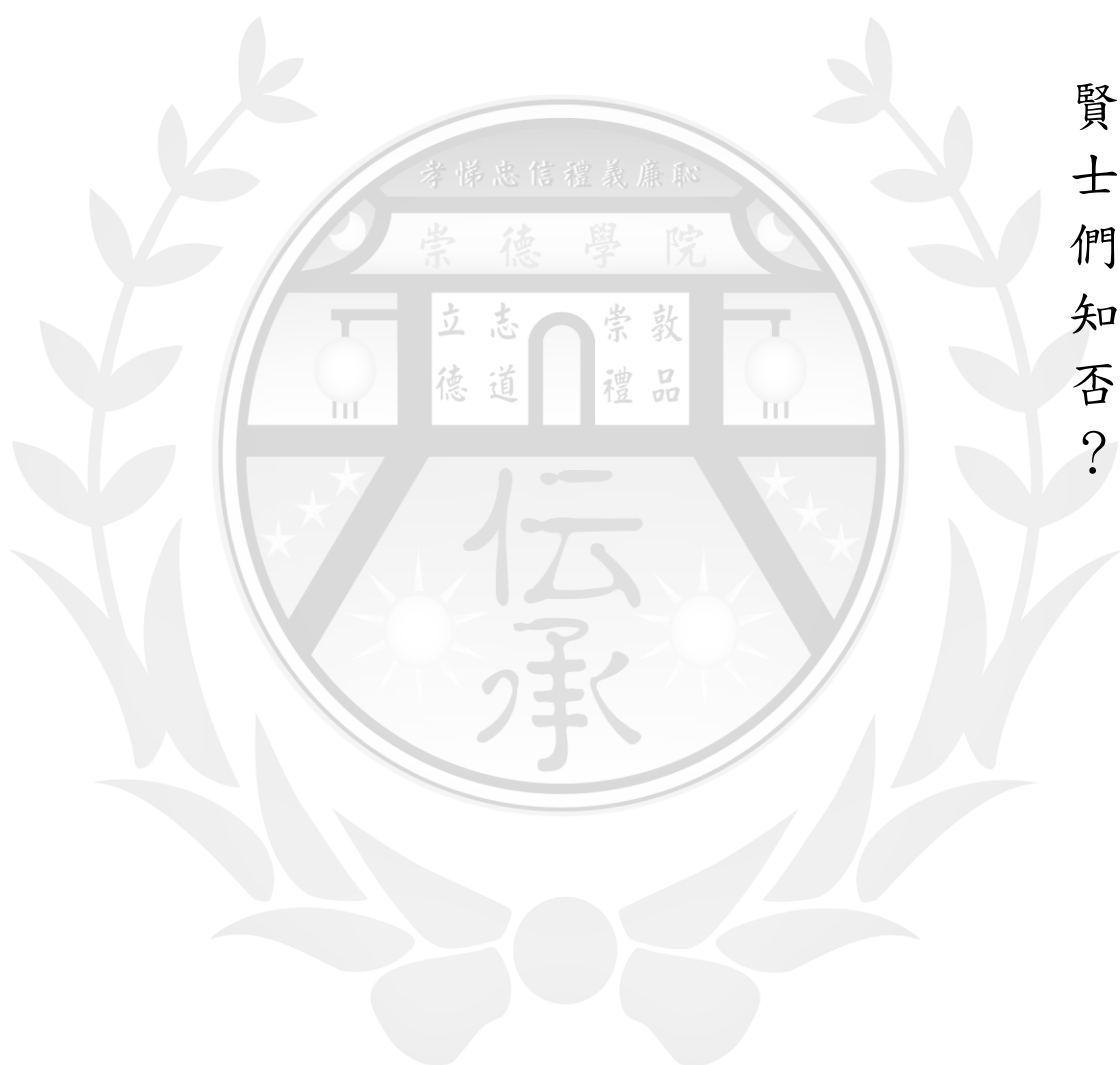 賢士們知否？
孝悌忠信禮義廉恥
崇德學院
立志 崇敦
德道 禮品
伝承